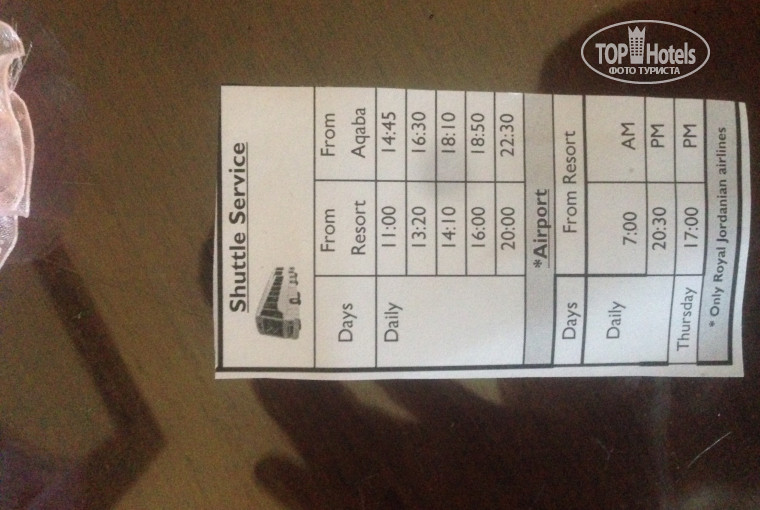 Shuttle Service
Days From Resort From Aqaba
Daily 11:00 14:45
13:20 16:30
14:10 18:10
16:00 18:50
20:00 22:30
*Airport
Days From Resort
Daily 7:00 AM
20:30 PM
Thursday 17:00 PM
* Only Royal Jordanian airlines
TOP Hotels
ФОТО ТУРИСТА